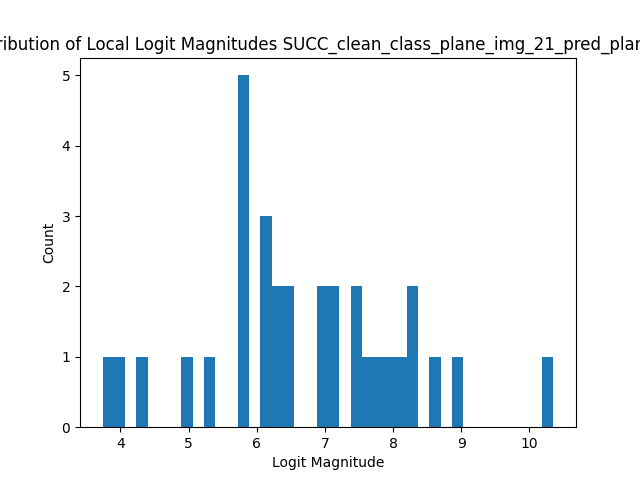 ribution of Local Logit Magnitudes SUCC_clean_class_plane_img_21_pred_plan
5
4
3
2
1
0
Count
4 5 6 7 8 9 10
Logit Magnitude